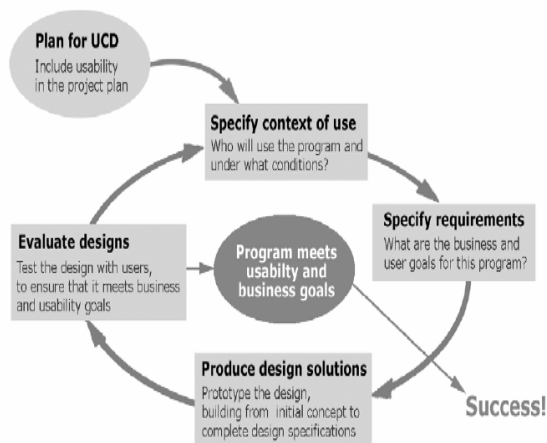 Plan for UCD
Include usability
in the project plan
Specify context of use
Who will use the program and
under what conditions?
Specify requirements
What are the business and
user goals for this program?
Evaluate designs
Test the design with users,
to ensure that it meets business
and usability goals
Program meets
usabilty and
business goals
Produce design solutions
Prototype the design,
building from initial concept to
complete design specifications
Success!